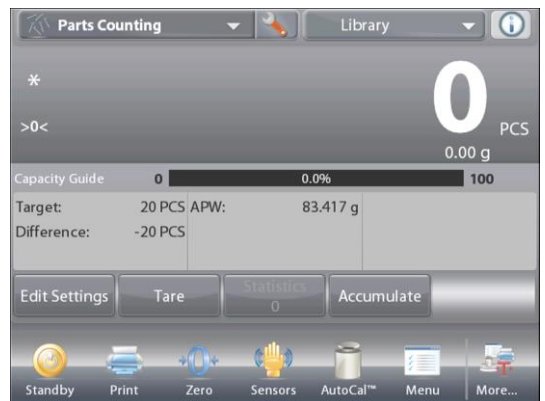 Parts Counting
Library
*
0
>0<
PCS
0.00 g
Capacity Guide 0 0.0% 100
Target: 20 PCS APW: 83.417 g
Difference: -20 PCS
Edit Settings Tare Statistics Accumulate
0
→0←
Standby Print Zero Sensors AutoCal™ Menu More...